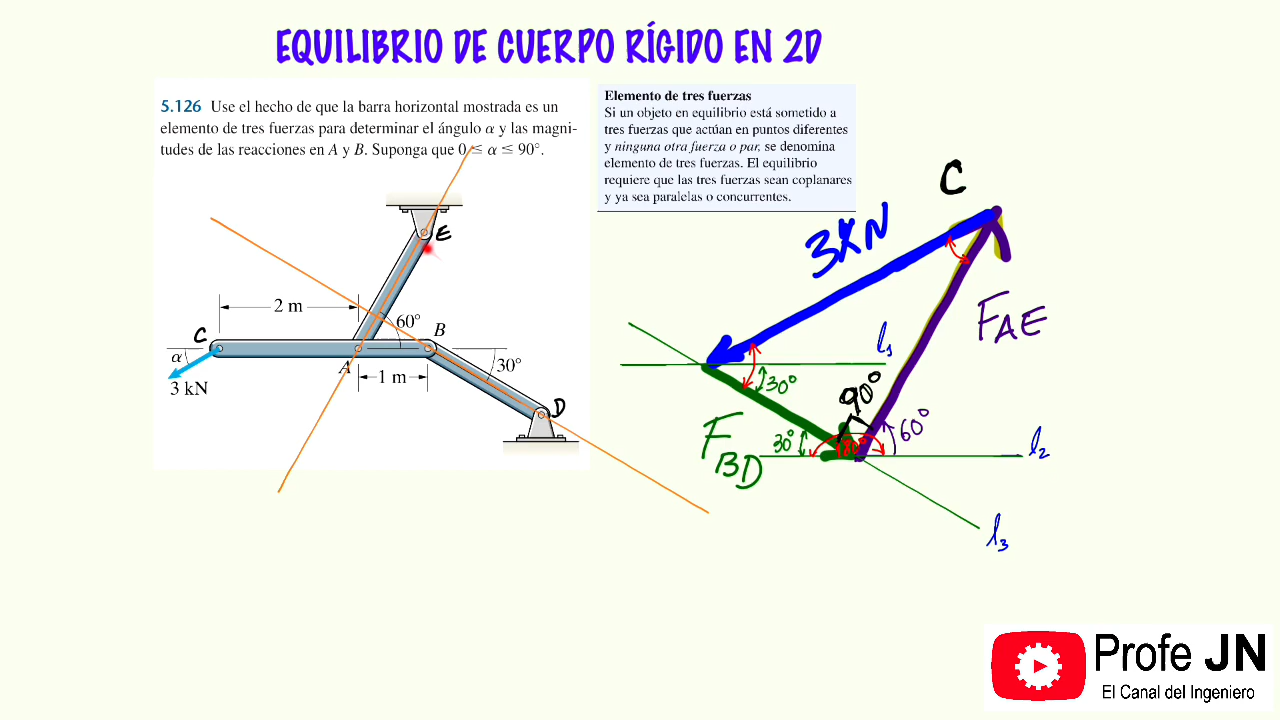 EQUILIBRIO DE CUERPO RÍGIDO EN 2D
5.126 Use el hecho de que la barra horizontal mostrada es un
elemento de tres fuerzas para determinar el ángulo α y las magni-
tudes de las reacciones en A y B. Suponga que 0 ≤ α ≤ 90°.
Elemento de tres fuerzas
Si un objeto en equilibrio está sometido a
tres fuerzas que actúan en puntos diferentes
y ninguna otra fuerza o par, se denomina
elemento de tres fuerzas. El equilibrio
requiere que las tres fuerzas sean coplanares
y ya sea paralelas o concurrentes.
E
2 m
60°
B
C
α
A
30°
3 kN
1 m
D
C
3KN
FAE
l1
30°
90°
60°
FBD
30°
180°
l2
l3
Profe JN
El Canal del Ingeniero